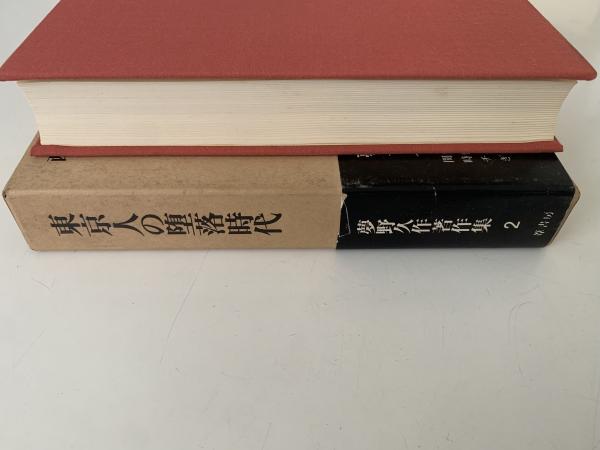 東京人の堕落時代
夢野久作著作集 2
葦書房